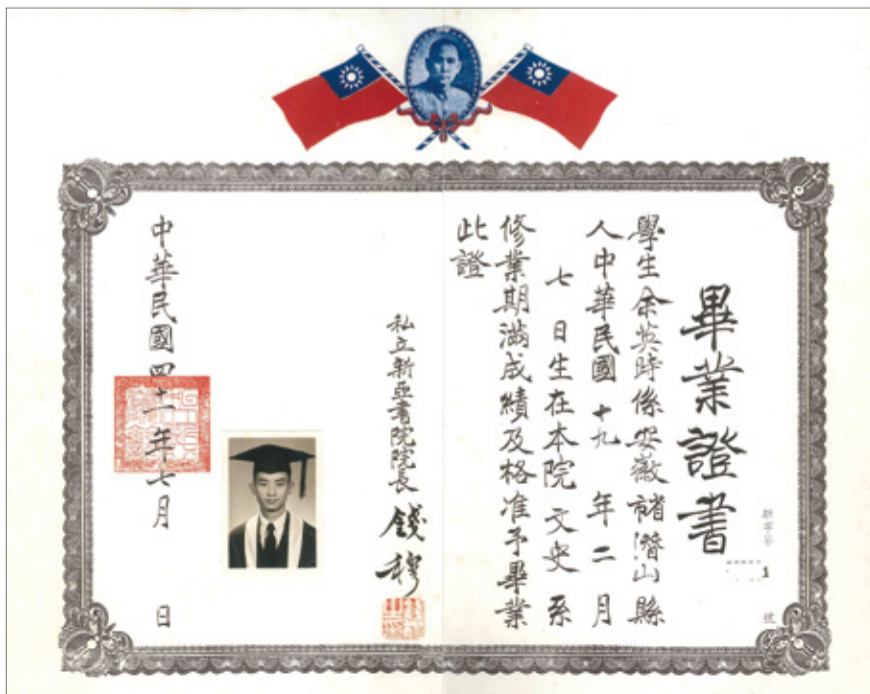 畢業證書
學生余英時係安徽省潛山縣
人中華民國十九年二月
七日生在本院文史系
修業期滿成績及格准予畢業
此證
私立新亞書院院長 錢穆
中華民國四十一年七月 日
1
號